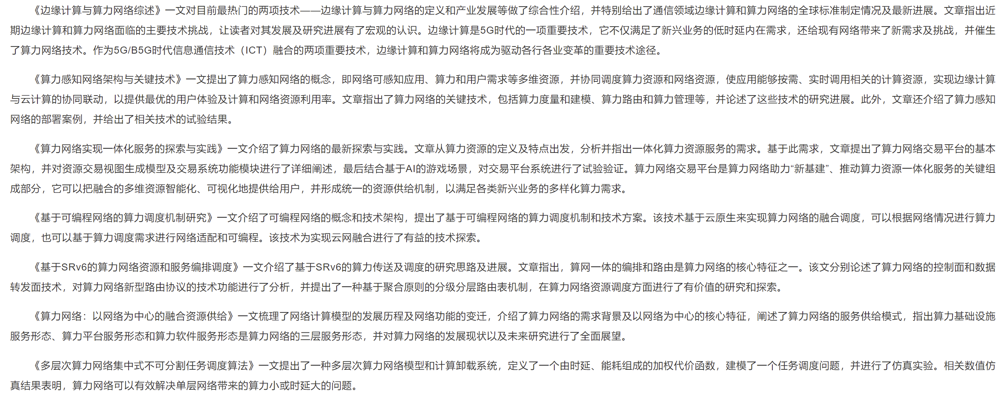 《边缘计算与算力网络综述》一文对目前最热门的两项技术——边缘计算与算力网络的定义和产业发展等做了综合性介绍，并特别给出了通信领域边缘计算和算力网络的全球标准制定情况及最新进展。文章指出近
期边缘计算和算力网络面临的主要技术挑战，让读者对其发展及研究进展有了宏观的认识。边缘计算是5G时代的一项重要技术，它不仅满足了新兴业务的低时延内在需求，还给现有网络带来了新需求及挑战，并催生
了算力网络技术。作为5G/B5G时代信息通信技术（ICT）融合的两项重要技术，边缘计算和算力网络将成为驱动各行各业变革的重要技术途径。
《算力感知网络架构与关键技术》一文提出了算力感知网络的概念，即网络可感知应用、算力和用户需求等多维资源，并协同调度算力资源和网络资源，使应用能够按需、实时调用相关的计算资源，实现边缘计算
与云计算的协同联动，以提供最优的用户体验及计算和网络资源利用率。文章指出了算力网络的关键技术，包括算力度量和建模、算力路由和算力管理等，并论述了这些技术的研究进展。此外，文章还介绍了算力感知
网络的部署案例，并给出了相关技术的试验结果。
《算力网络实现一体化服务的探索与实践》一文介绍了算力网络的最新探索与实践。文章从算力资源的定义及特点出发，分析并指出一体化算力资源服务的需求。基于此需求，文章提出了算力网络交易平台的基本
架构，并对资源交易视图生成模型及交易系统功能模块进行了详细阐述，最后结合基于AI的游戏场景，对交易平台系统进行了试验验证。算力网络交易平台是算力网络助力“新基建”、推动算力资源一体化服务的关键组
成部分，它可以把融合的多维资源智能化、可视化地提供给用户，并形成统一的资源供给机制，以满足各类新兴业务的多样化算力需求。
《基于可编程网络的算力调度机制研究》一文介绍了可编程网络的概念和技术架构，提出了基于可编程网络的算力调度机制和技术方案。该技术基于云原生来实现算力网络的融合调度，可以根据网络情况进行算力
调度，也可以基于算力调度需求进行网络适配和可编程。该技术为实现云网融合进行了有益的技术探索。
《基于SRv6的算力网络资源和服务编排调度》一文介绍了基于SRv6的算力传送及调度的研究思路及进展。文章指出，算网一体的编排和路由是算力网络的核心特征之一。该文分别论述了算力网络的控制面和数据
转发面技术，对算力网络新型路由协议的技术功能进行了分析，并提出了一种基于聚合原则的分级分层路由表机制，在算力网络资源调度方面进行了有价值的研究和探索。
《算力网络：以网络为中心的融合资源供给》一文梳理了网络计算模型的发展历程及网络功能的变迁，介绍了算力网络的需求背景及以网络为中心的核心特征，阐述了算力网络的服务供给模式，指出算力基础设施
服务形态、算力平台服务形态和算力软件服务形态是算力网络的三层服务形态，并对算力网络的发展现状以及未来研究进行了全面展望。
《多层次算力网络集中式不可分割任务调度算法》一文提出了一种多层次算力网络模型和计算卸载系统，定义了一个由时延、能耗组成的加权代价函数，建模了一个任务调度问题，并进行了仿真实验。相关数值仿
真结果表明，算力网络可以有效解决单层网络带来的算力小或时延大的问题。